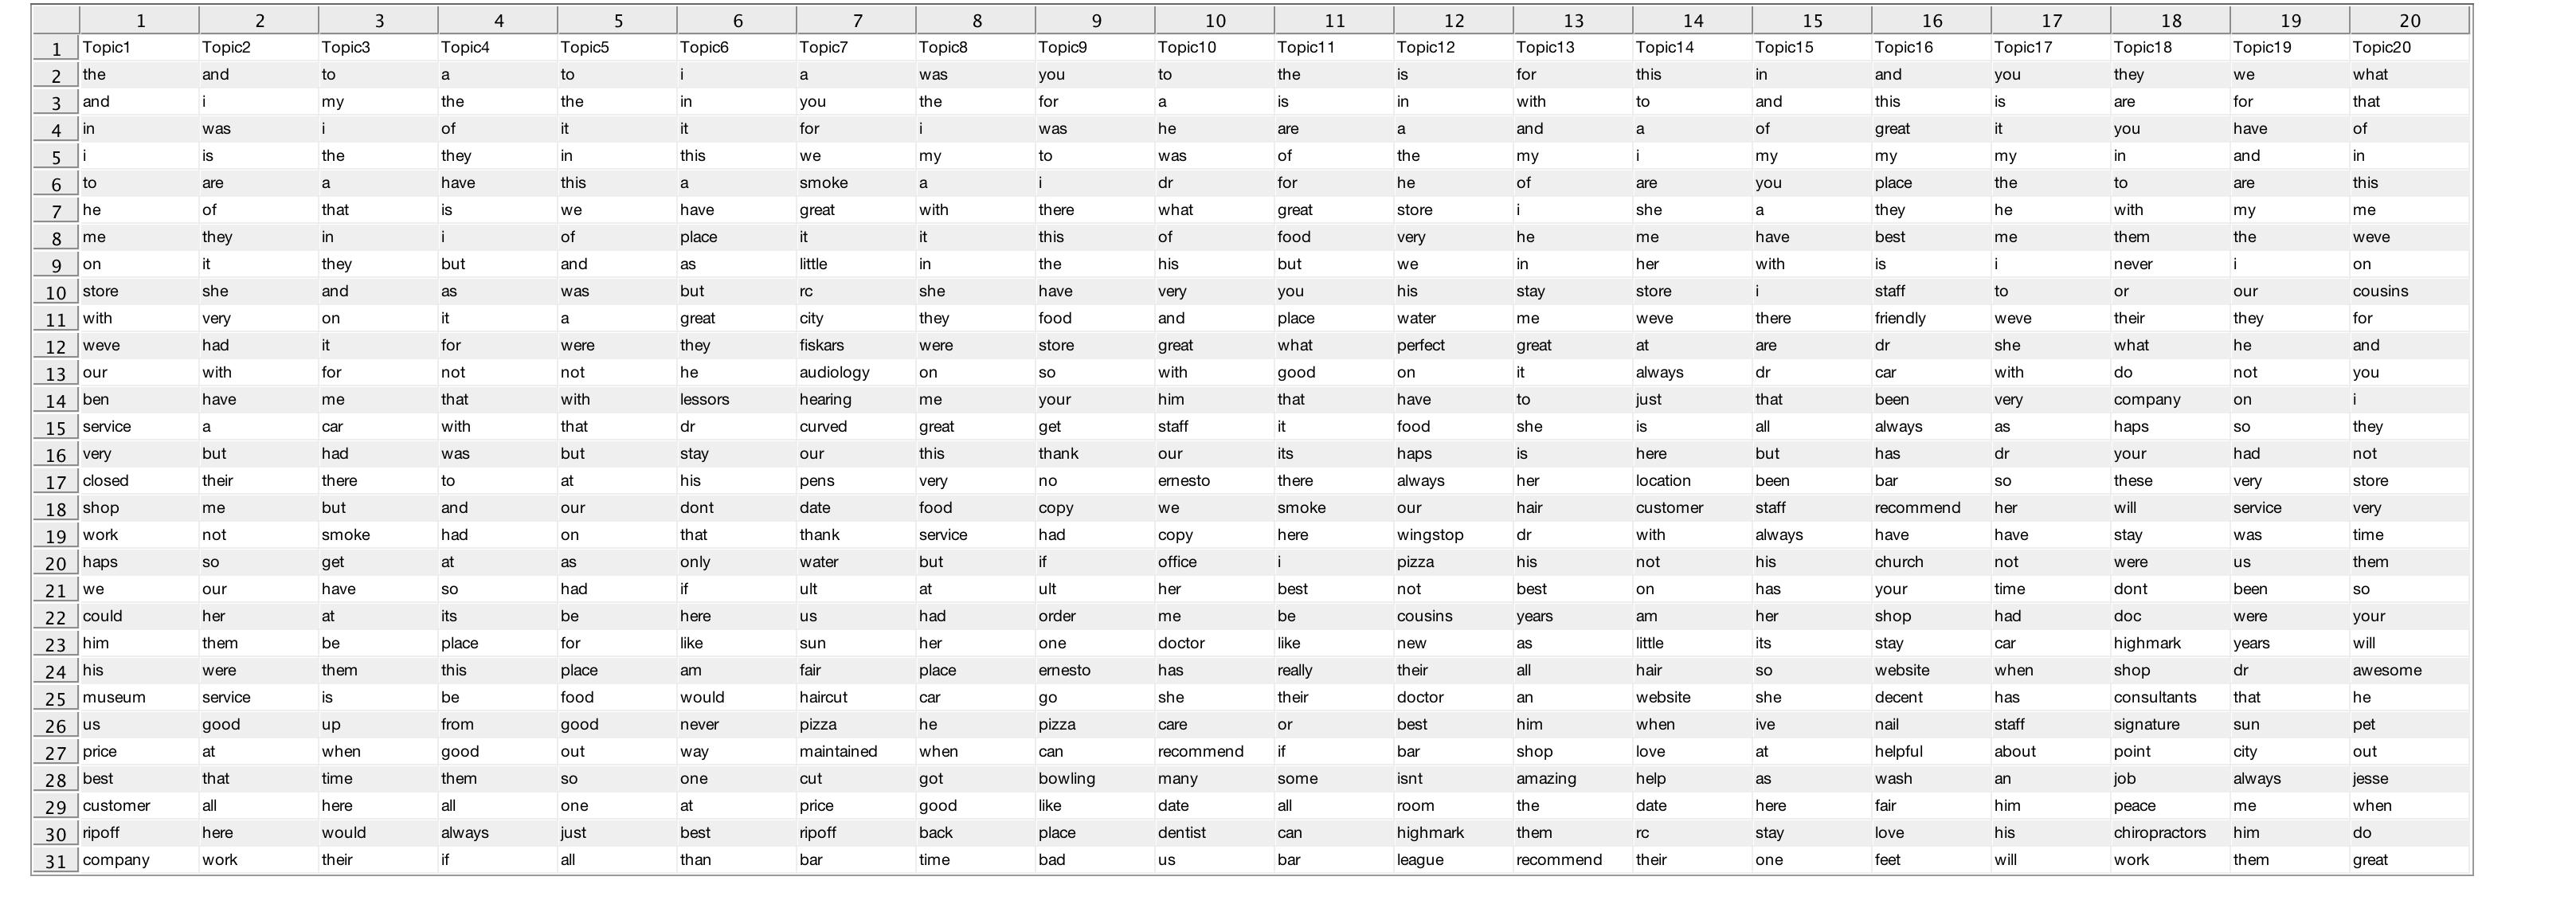 1 2 3 4 5 6 7 8 9 10 11 12 13 14 15 16 17 18 19 20
1 Topic1 Topic2 Topic3 Topic4 Topic5 Topic6 Topic7 Topic8 Topic9 Topic10 Topic11 Topic12 Topic13 Topic14 Topic15 Topic16 Topic17 Topic18 Topic19 Topic20
2 the and to a to i a was you to the is for this in and you they we what
3 and i my the the in you the for a is in with to and this is are for that
4 in was i of it it for i was he are a and a of great it you have of
5 i is the they in this we my to was of the my i my my my in and in
6 to are a have this a smoke a i dr for he of are you place the to are this
7 he of that is we have great with there what great store i she a they he with my me
8 me they in i of place it it this of food very he me have best me them the weve
9 on it they but and as little in the his but we in her with is i never i on
10 store she and as was but rc she have very you his stay store i staff to or our cousins
11 with very on it a great city they food and place water me weve there friendly weve their they for
12 weve had it for were they fiskars were store great what perfect great at are dr she what he and
13 our with for not not he audiology on so with good on it always dr car with do not you
14 ben have me that with lessors hearing me your him that have to just that been very company on i
15 service a car with that dr curved great get staff it food she is all always as haps so they
16 very but had was but stay our this thank our its haps is here but has dr your had not
17 closed their there to at his pens very no ernesto there always her location been bar so these very store
18 shop me but and our dont date food copy we smoke our hair customer staff recommend her will service very
19 work not smoke had on that thank service had copy here wingstop dr with always have have stay was time
20 haps so get at as only water but if office i pizza his not his church not were us them
21 we our have so had if ult at ult her best not best on has your time dont been so
22 could her at its be here us had order me be cousins years am her shop had doc were your
23 him them be place for like sun her one doctor like new as little its stay car highmark years will
24 his were them this place am fair place ernesto has really their all hair so website when shop dr awesome
25 museum service is be food would haircut car go she their doctor an website she decent has consultants that he
26 us good up from good never pizza he pizza care or best him when ive nail staff signature sun pet
27 price at when good out way maintained when can recommend if bar shop love at helpful about point city out
28 best that time them so one cut got bowling many some isnt amazing help as wash an job always jesse
29 customer all here all one at price good like date all room the date here fair him peace me when
30 ripoff here would always just best ripoff back place dentist can highmark them rc stay love his chiropractors him do
31 company work their if all than bar time bad us bar league recommend their one feet will work them great